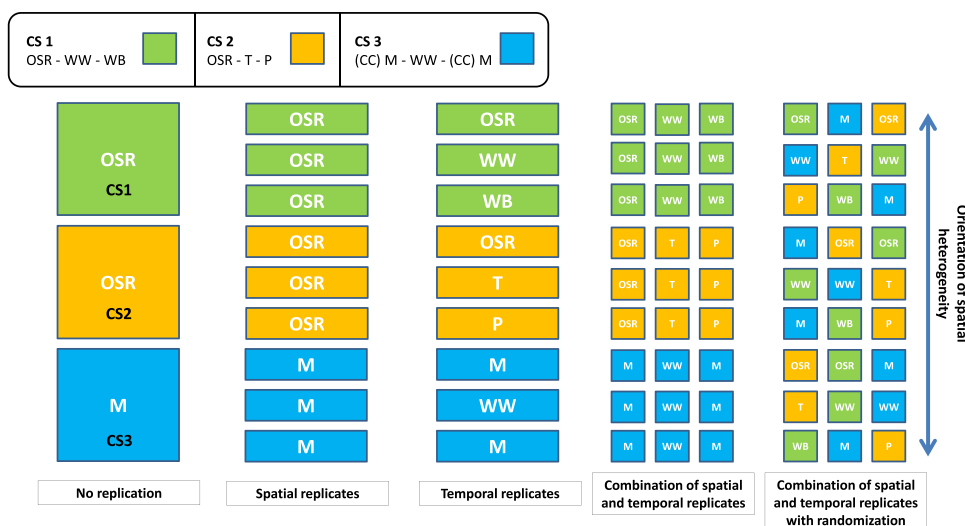 CS 1
OSR - WW - WB
CS 2
OSR - T - P
CS 3
(CC) M - WW - (CC) M
OSR
CS1
OSR
CS2
M
CS3
No replication
OSR
OSR
OSR
OSR
OSR
OSR
M
M
M
Spatial replicates
OSR
WW
WB
OSR
T
P
M
WW
M
Temporal replicates
OSR WW WB
OSR WW WB
OSR WW WB
OSR T P
OSR T P
OSR T P
M WW M
M WW M
M WW M
Combination of spatial
and temporal replicates
OSR M OSR
WW T WW
P WB M
M OSR OSR
WW WW T
M WB P
OSR OSR M
T WW WW
WB M P
Combination of spatial
and temporal replicates
with randomization
Orientation of spatial
heterogeneity